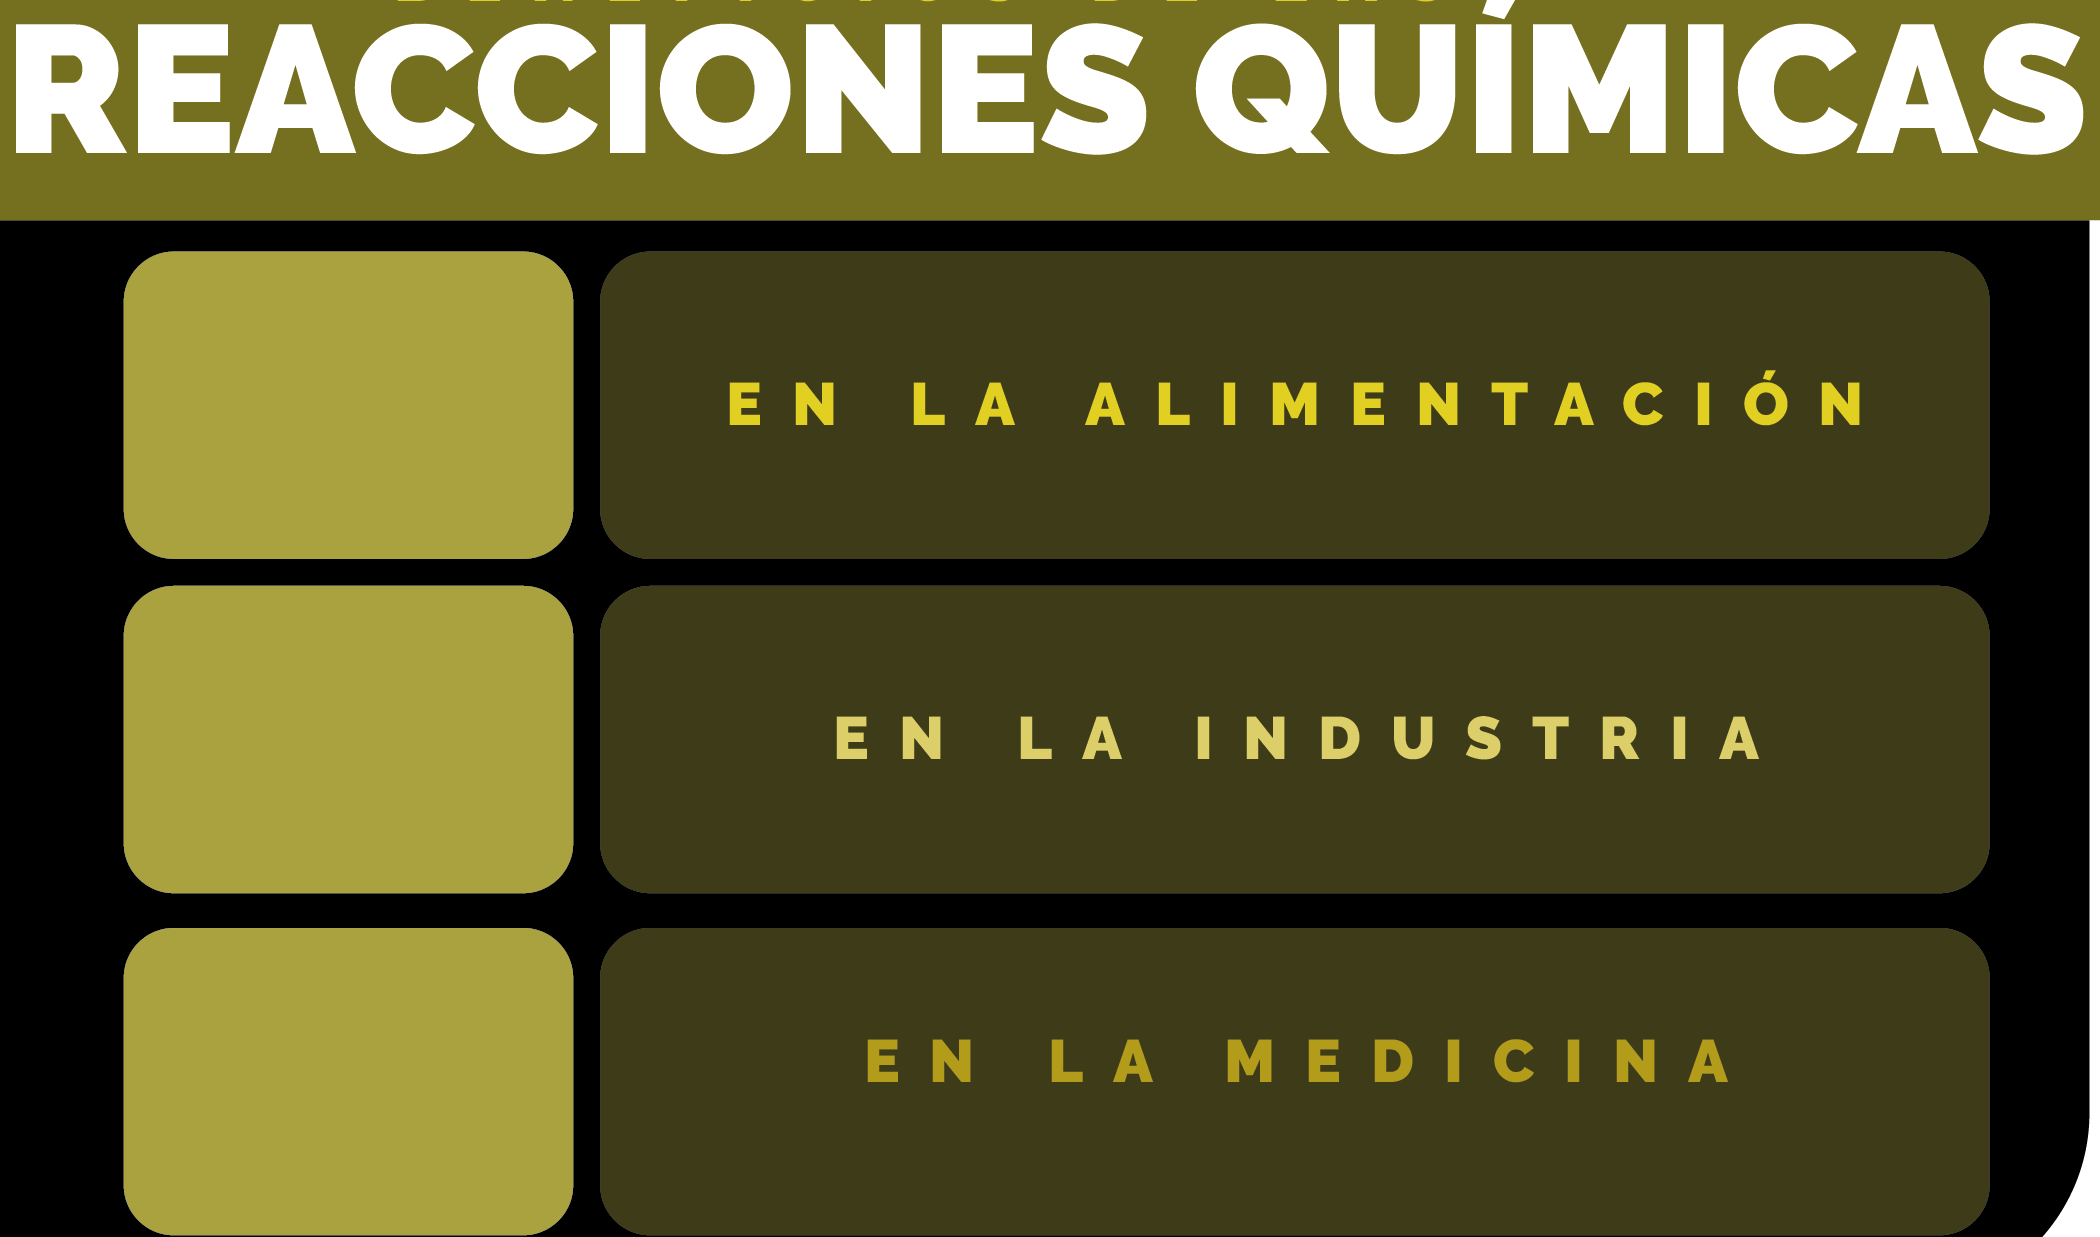 REACCIONES QUÍMICAS
EN LA ALIMENTACIÓN
EN LA INDUSTRIA
EN LA MEDICINA